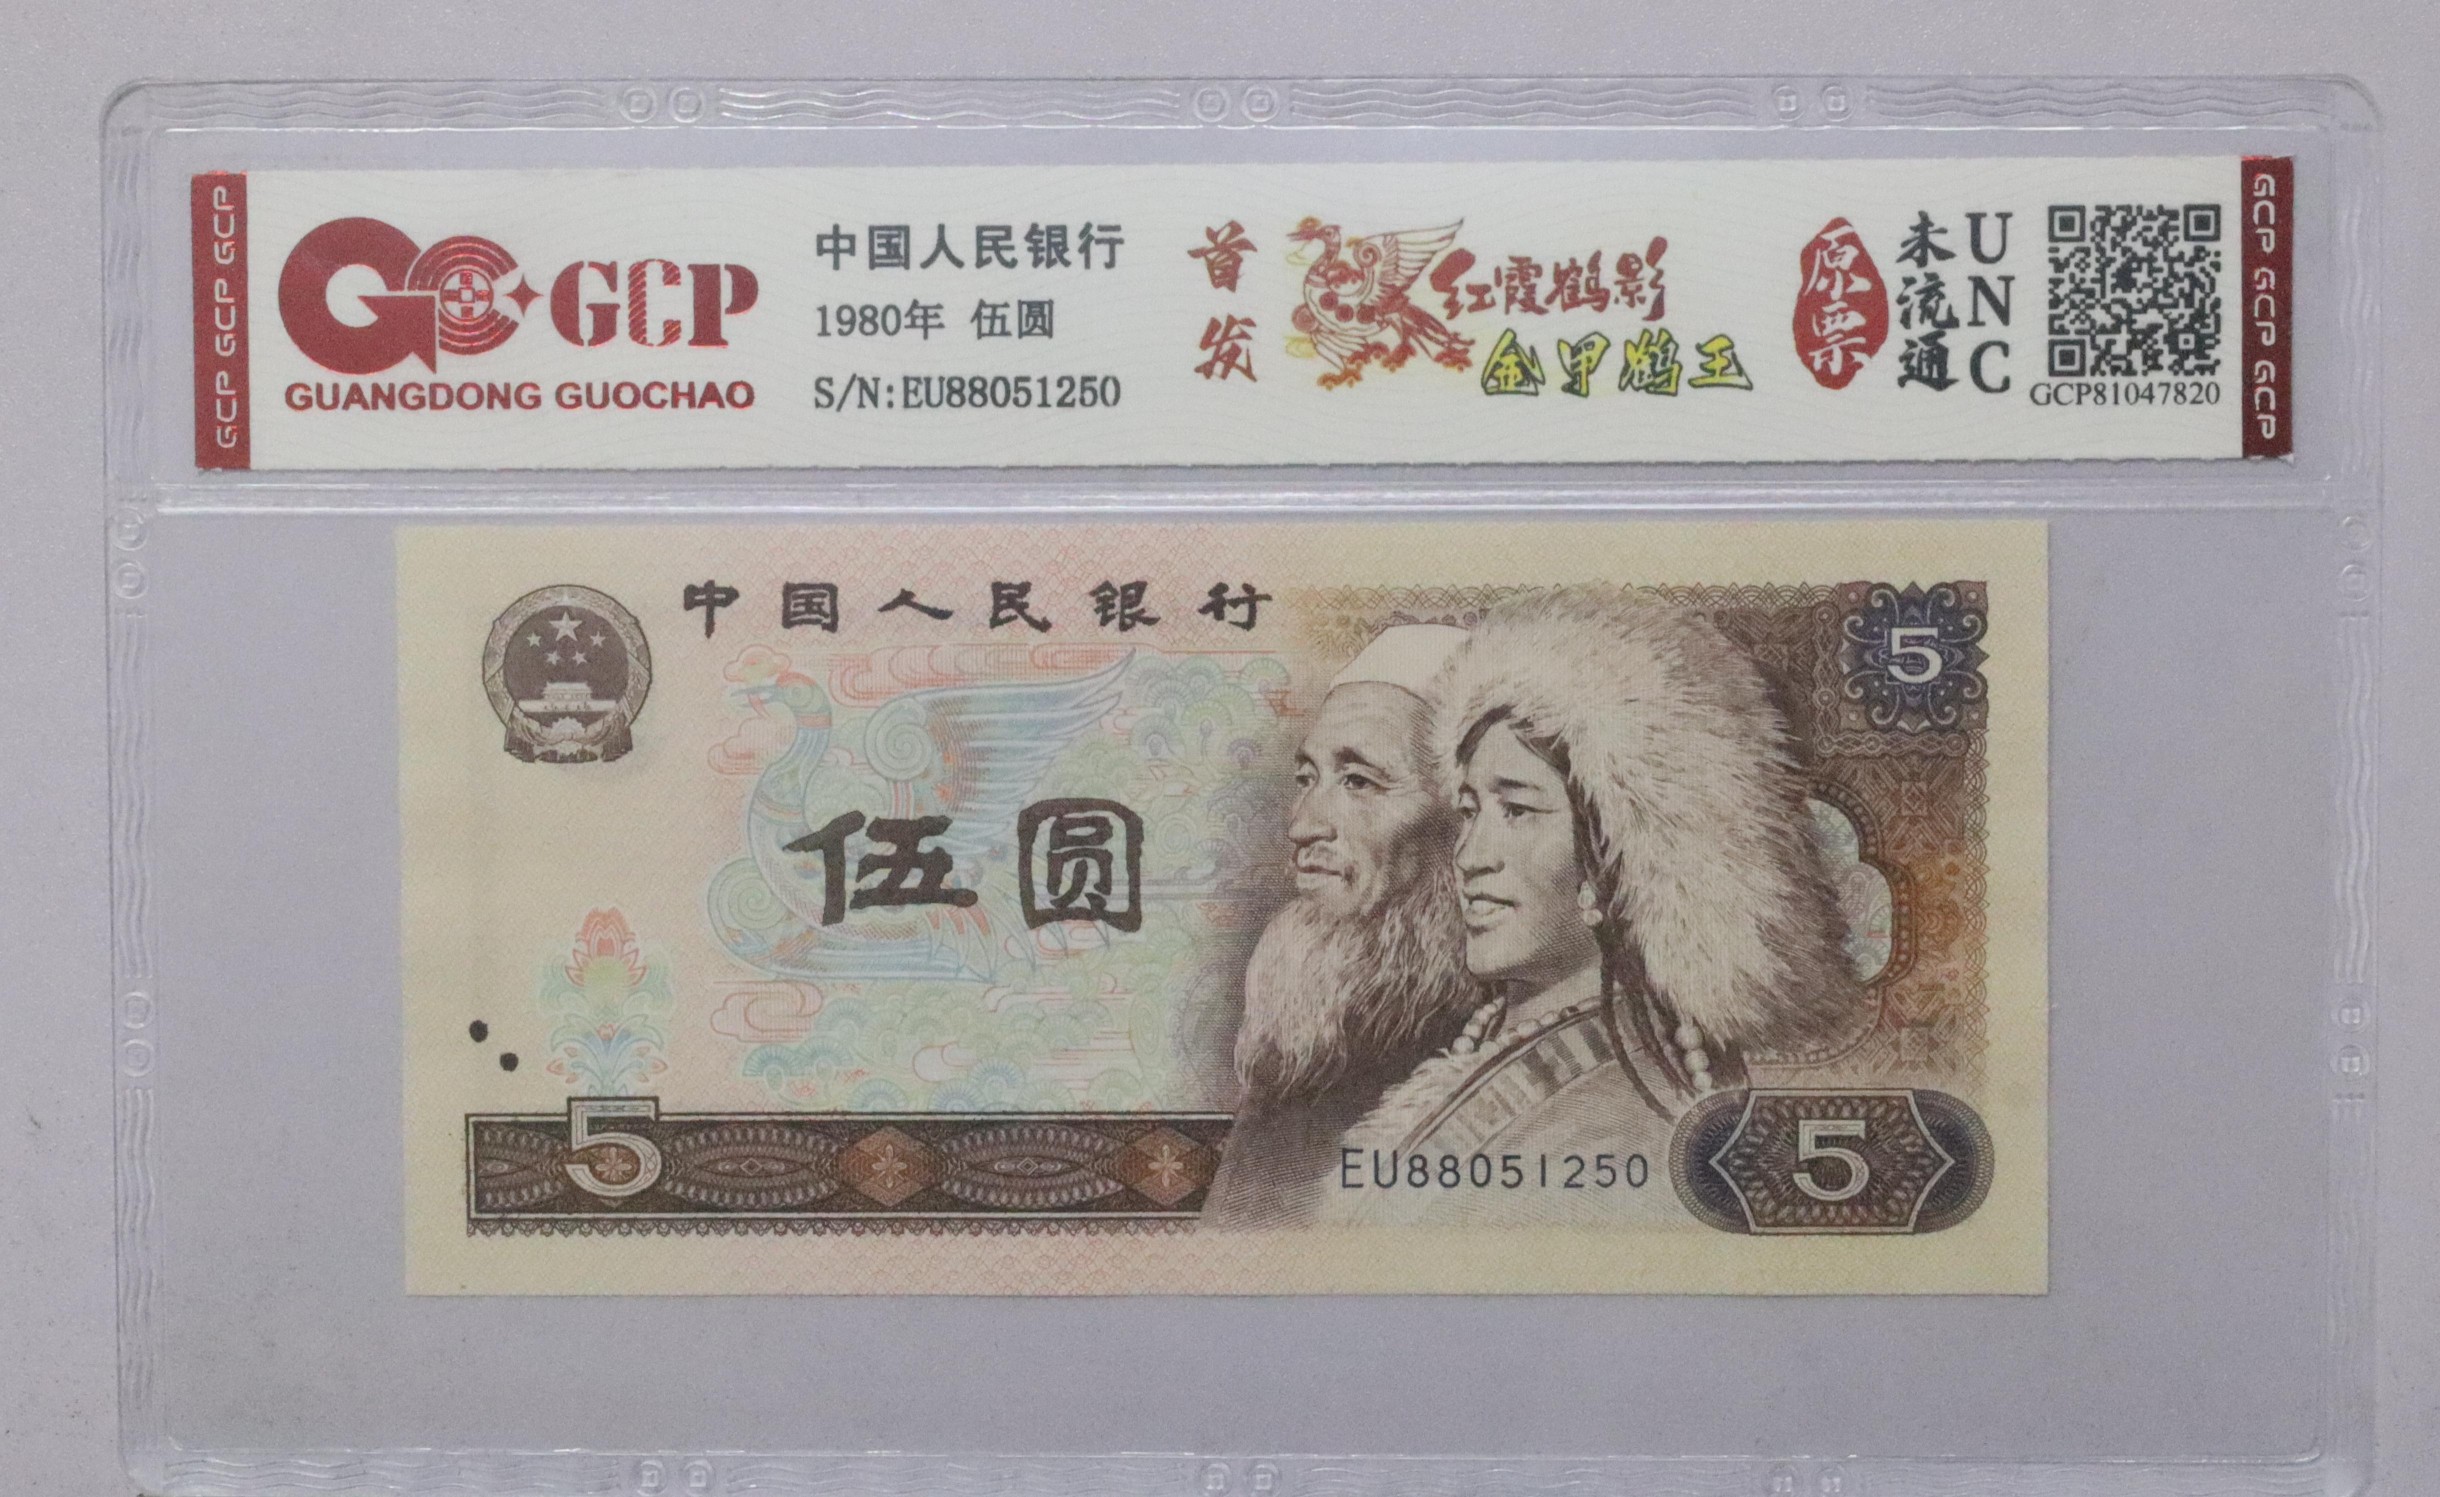 GCP GCP GCP
GCP
GUANGDONG GUOCHAO
中国人民银行
1980年 伍圆
S/N:EU88051250
首发
红霞鹤影
金甲鹤王
原票
未流通
UNC
GCP81047820
GCP GCP GCP
中国人民银行
5
伍圆
5
EU88051250
5